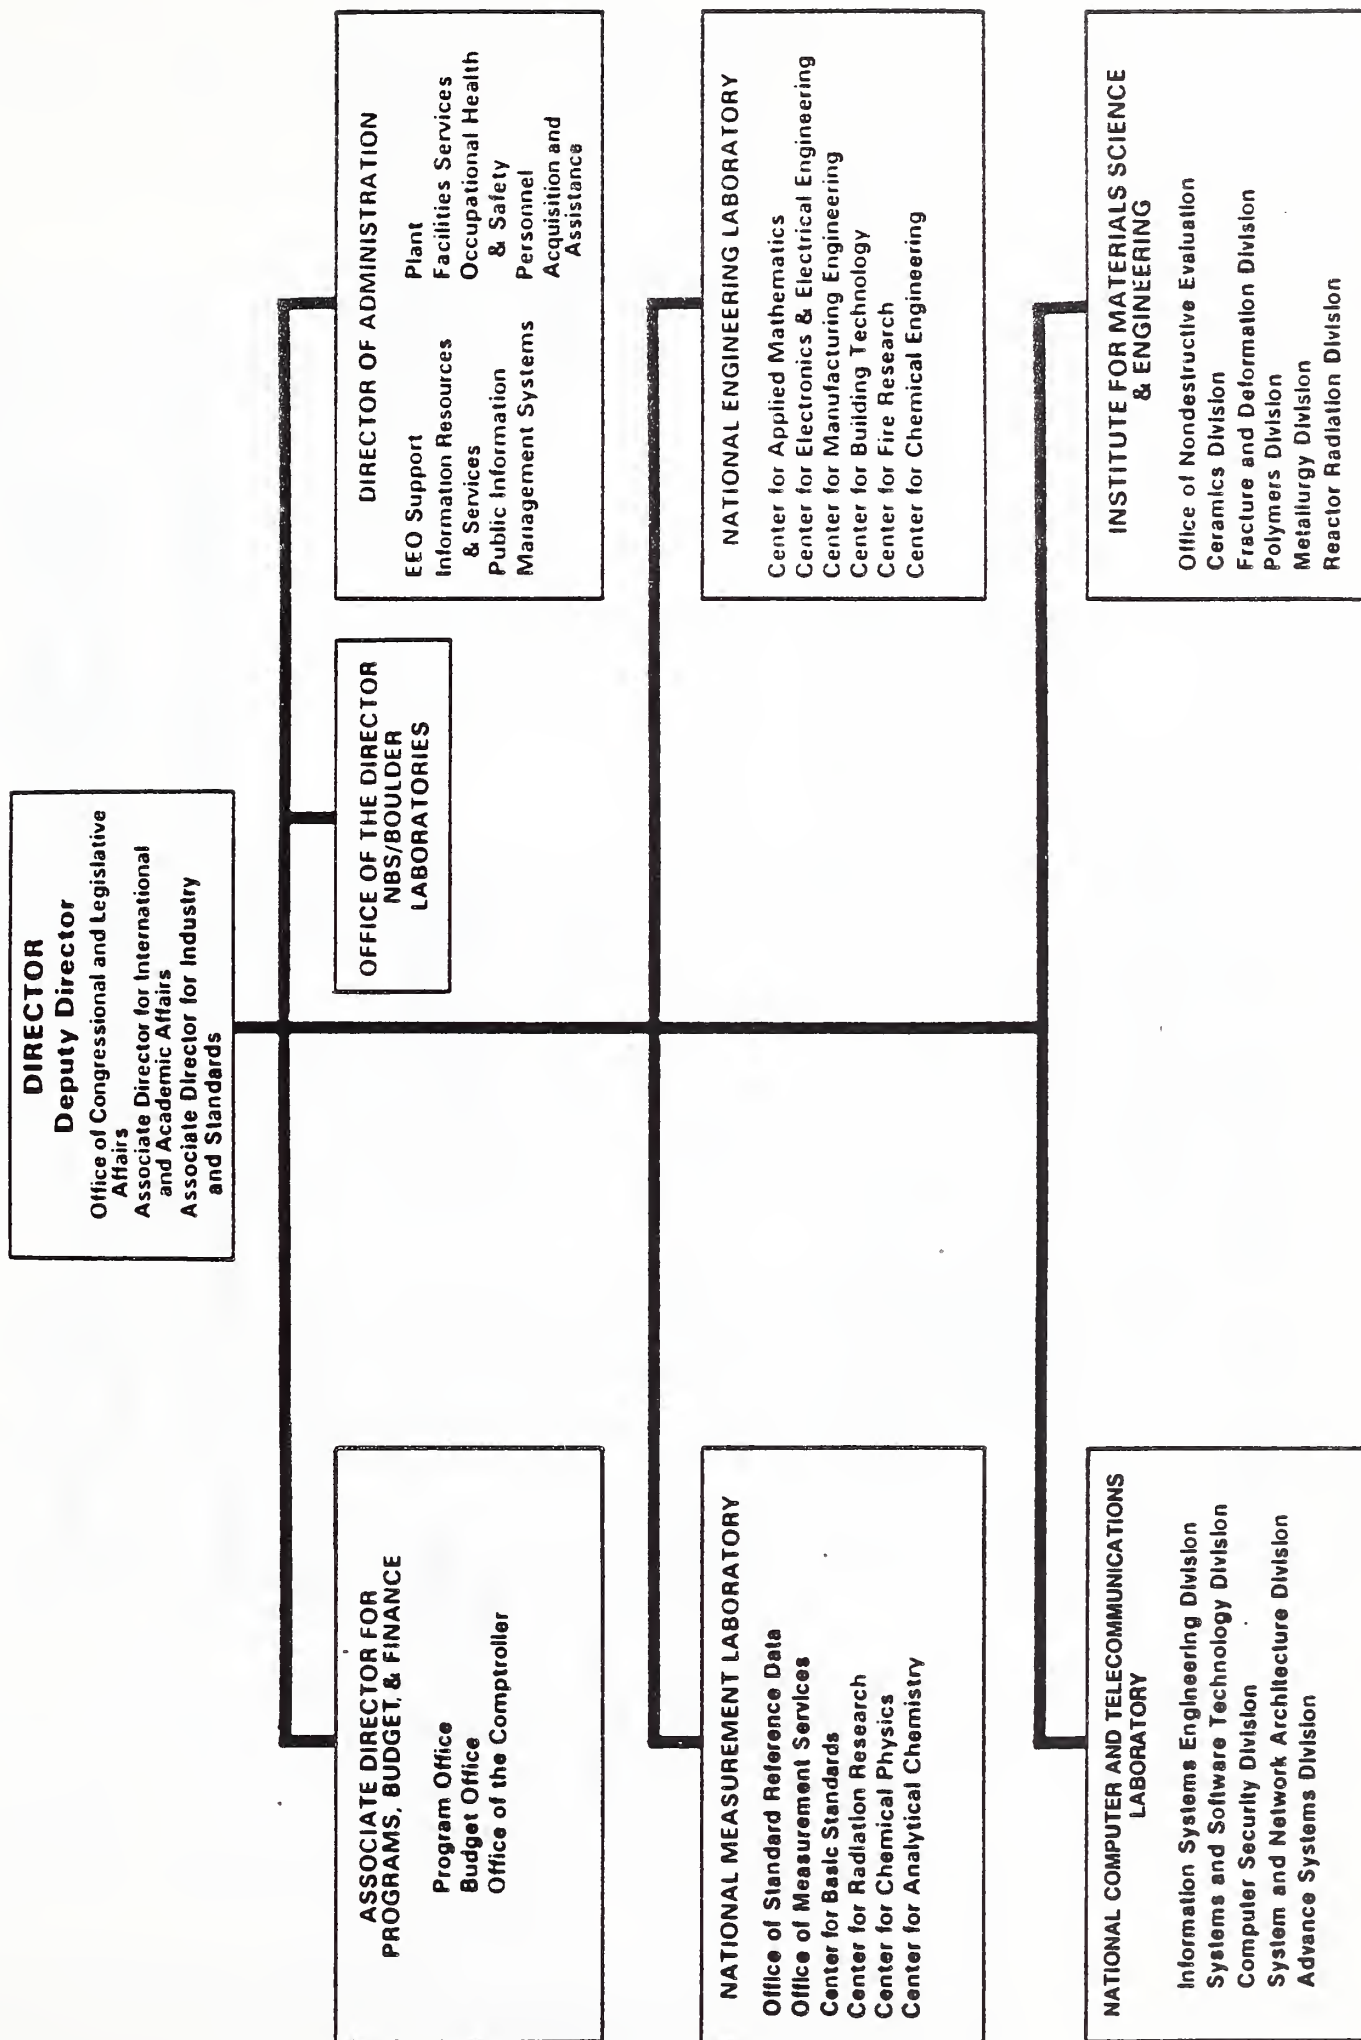 DIRECTOR
Deputy Director
Office of Congressional and Legislative
Affairs
Associate Director for International
and Academic Affairs
Associate Director for Industry
and Standards
ASSOCIATE DIRECTOR FOR
PROGRAMS, BUDGET, & FINANCE
Program Office
Budget Office
Office of the Comptroller
OFFICE OF THE DIRECTOR
NBS/BOULDER
LABORATORIES
DIRECTOR OF ADMINISTRATION
EEO Support
Information Resources
& Services
Public Information
Management Systems
Plant
Facilities Services
Occupational Health
& Safety
Personnel
Acquisition and
Assistance
NATIONAL MEASUREMENT LABORATORY
Office of Standard Reference Data
Office of Measurement Services
Center for Basic Standards
Center for Radiation Research
Center for Chemical Physics
Center for Analytical Chemistry
NATIONAL ENGINEERING LABORATORY
Center for Applied Mathematics
Center for Electronics & Electrical Engineering
Center for Manufacturing Engineering
Center for Building Technology
Center for Fire Research
Center for Chemical Engineering
NATIONAL COMPUTER AND TELECOMMUNICATIONS
LABORATORY
Information Systems Engineering Division
Systems and Software Technology Division
Computer Security Division
System and Network Architecture Division
Advance Systems Division
INSTITUTE FOR MATERIALS SCIENCE
& ENGINEERING
Office of Nondestructive Evaluation
Ceramics Division
Fracture and Deformation Division
Polymers Division
Metallurgy Division
Reactor Radiation Division